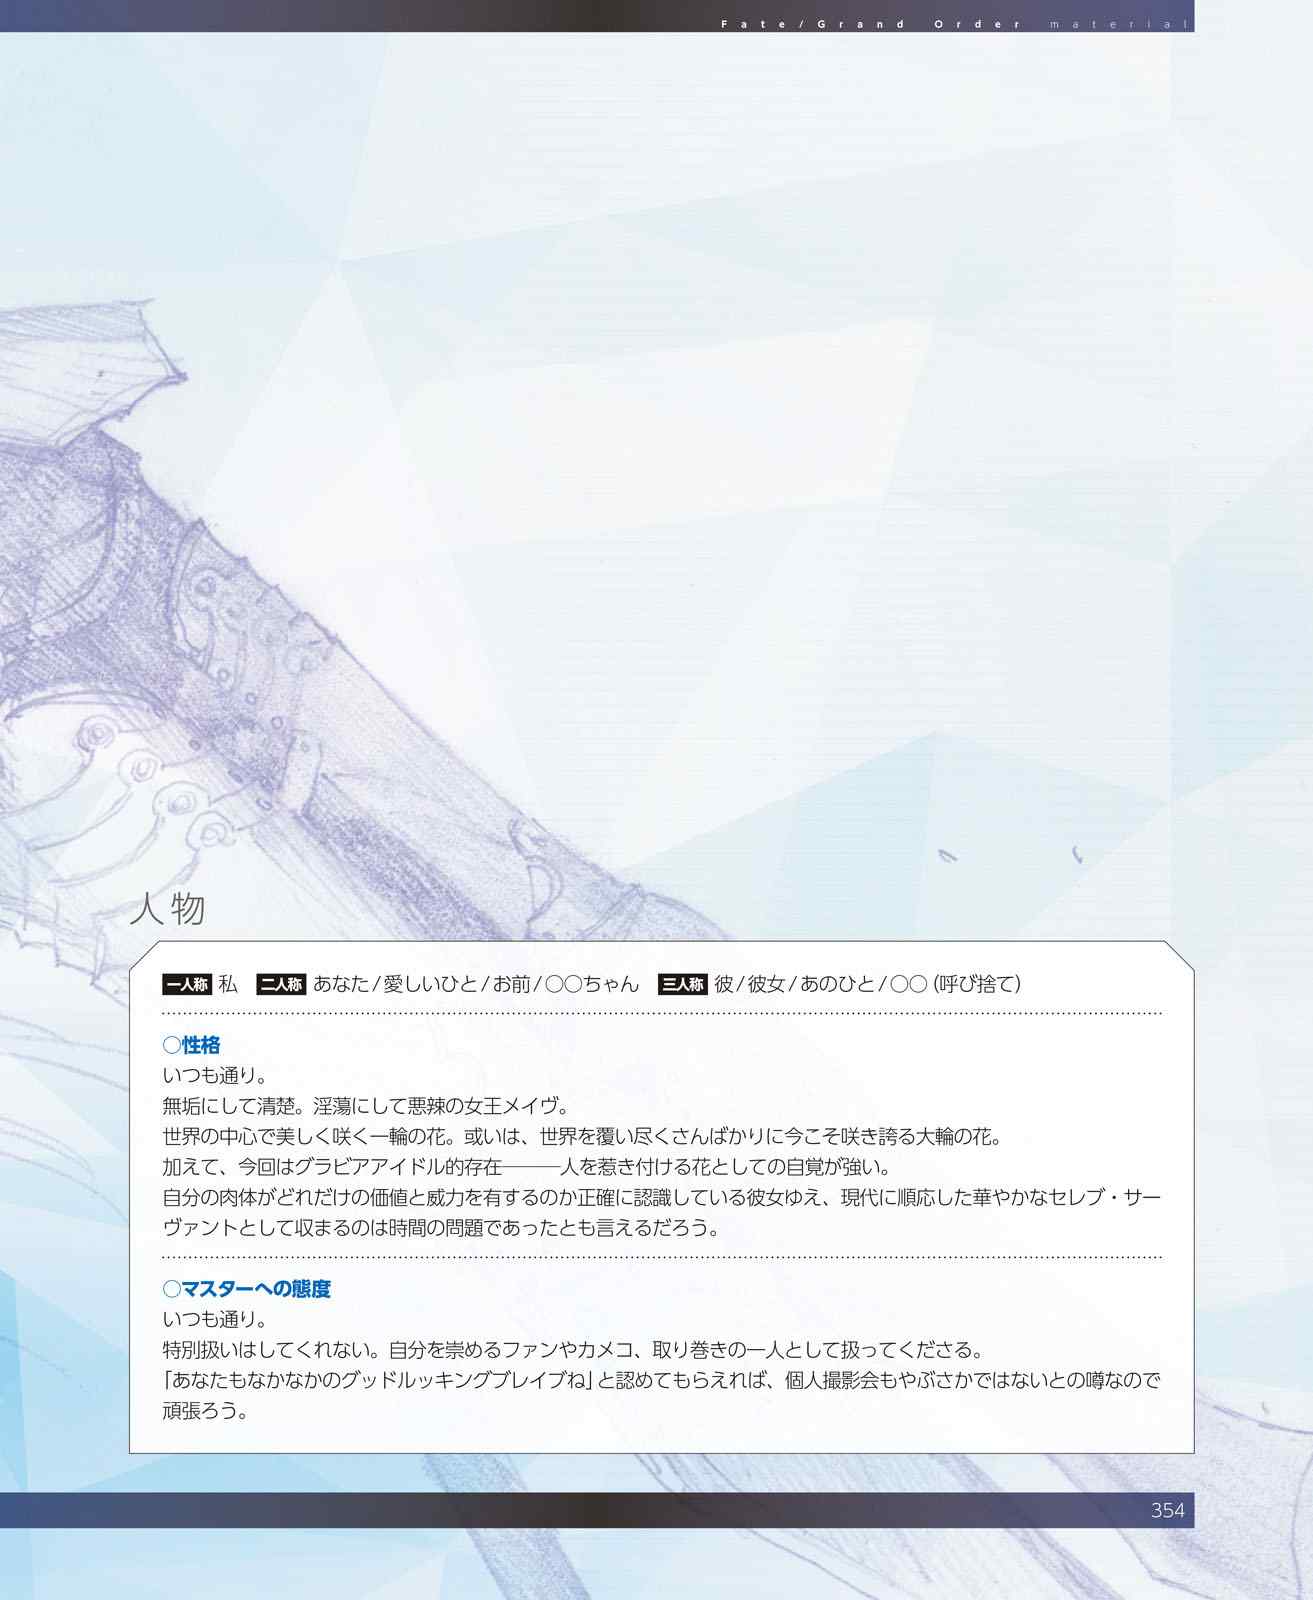 Fate/Grand Order material
人物
一人称 私 二人称 あなた/愛しいひと/お前/○○ちゃん 三人称 彼/彼女/あのひと/○○(呼び捨て)
○性格
いつも通り。
無垢にして清楚。淫蕩にして悪辣の女王メイヴ。
世界の中心で美しく咲く一輪の花。或いは、世界を覆い尽くさんばかりに今こそ咲き誇る大輪の花。
加えて、今回はグラビアアイドル的存在───人を惹き付ける花としての自覚が強い。
自分の肉体がどれだけの価値と威力を有するのか正確に認識している彼女ゆえ、現代に順応した華やかなセレブ・サー
ヴァントとして収まるのは時間の問題であったとも言えるだろう。
○マスターへの態度
いつも通り。
特別扱いはしてくれない。自分を崇めるファンやカメコ、取り巻きの一人として扱ってくださる。
「あなたもなかなかのグッドルッキングブレイブね」と認めてもらえれば、個人撮影会もやぶさかではないとの噂なので
頑張ろう。
354